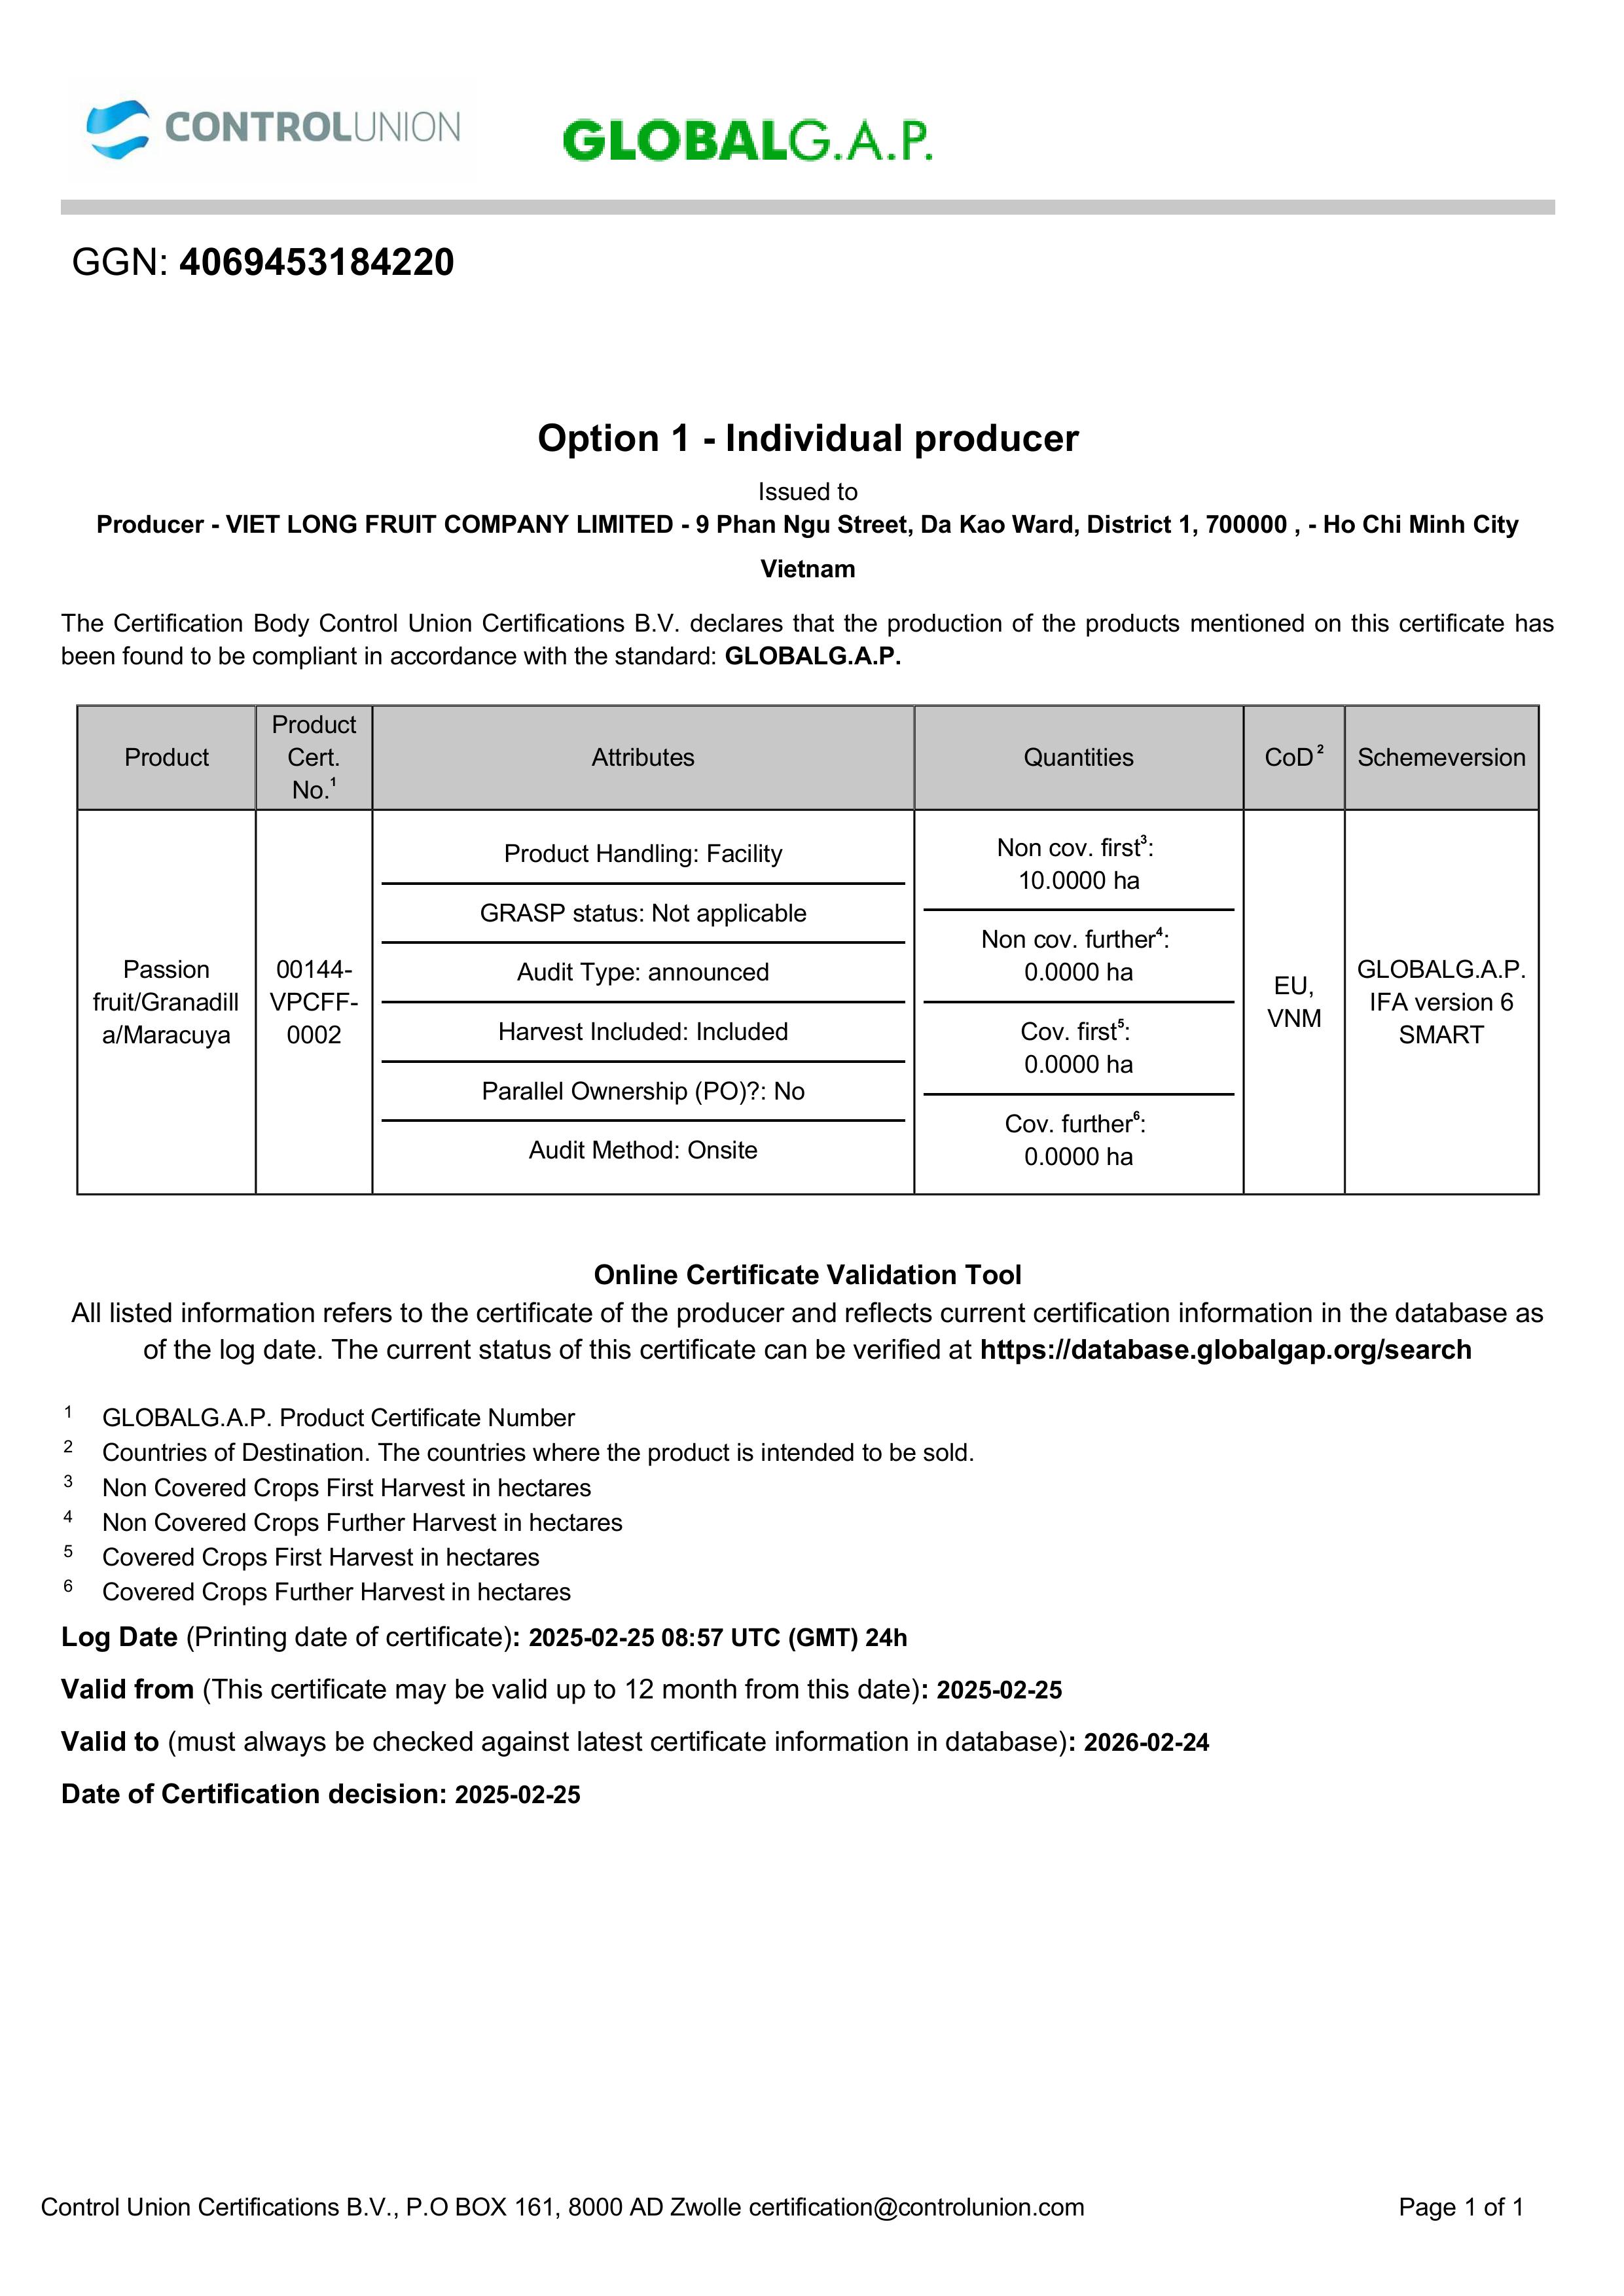 CONTROLUNION
GLOBALG.A.P.
GGN: 4069453184220
Option 1 - Individual producer
Issued to
Producer - VIET LONG FRUIT COMPANY LIMITED - 9 Phan Ngu Street, Da Kao Ward, District 1, 700000 , - Ho Chi Minh City
Vietnam
The Certification Body Control Union Certifications B.V. declares that the production of the products mentioned on this certificate has
been found to be compliant in accordance with the standard: GLOBALG.A.P.
Product
Product
Cert.
No.1
Attributes
Quantities
CoD 2
Schemeversion
Passion
fruit/Granadill
a/Maracuya
00144-
VPCFF-
0002
Product Handling: Facility
GRASP status: Not applicable
Audit Type: announced
Harvest Included: Included
Parallel Ownership (PO)?: No
Audit Method: Onsite
Non cov. first3:
10.0000 ha
Non cov. further4:
0.0000 ha
Cov. first5:
0.0000 ha
Cov. further6:
0.0000 ha
EU,
VNM
GLOBALG.A.P.
IFA version 6
SMART
Online Certificate Validation Tool
All listed information refers to the certificate of the producer and reflects current certification information in the database as
of the log date. The current status of this certificate can be verified at https://database.globalgap.org/search
1 GLOBALG.A.P. Product Certificate Number
2 Countries of Destination. The countries where the product is intended to be sold.
3 Non Covered Crops First Harvest in hectares
4 Non Covered Crops Further Harvest in hectares
5 Covered Crops First Harvest in hectares
6 Covered Crops Further Harvest in hectares
Log Date (Printing date of certificate): 2025-02-25 08:57 UTC (GMT) 24h
Valid from (This certificate may be valid up to 12 month from this date): 2025-02-25
Valid to (must always be checked against latest certificate information in database): 2026-02-24
Date of Certification decision: 2025-02-25
Control Union Certifications B.V., P.O BOX 161, 8000 AD Zwolle certification@controlunion.com
Page 1 of 1